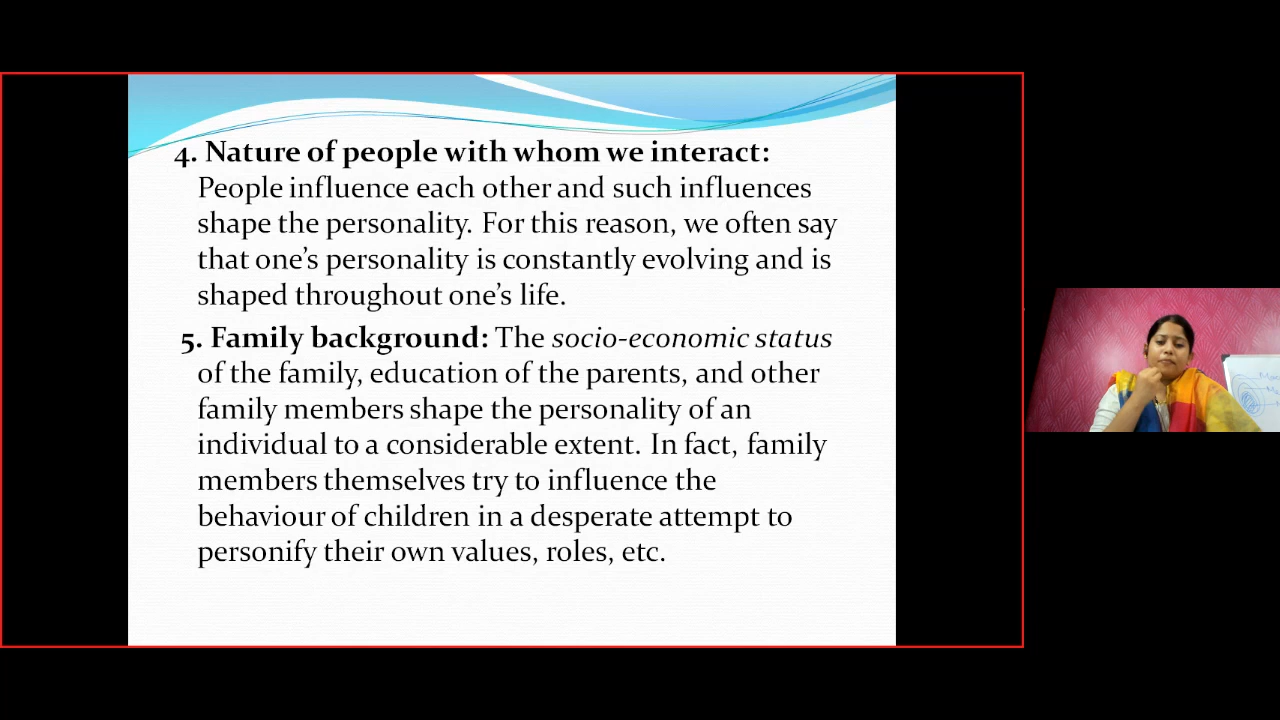 4. Nature of people with whom we interact:
People influence each other and such influences
shape the personality. For this reason, we often say
that one’s personality is constantly evolving and is
shaped throughout one’s life.
5. Family background: The socio-economic status
of the family, education of the parents, and other
family members shape the personality of an
individual to a considerable extent. In fact, family
members themselves try to influence the
behaviour of children in a desperate attempt to
personify their own values, roles, etc.